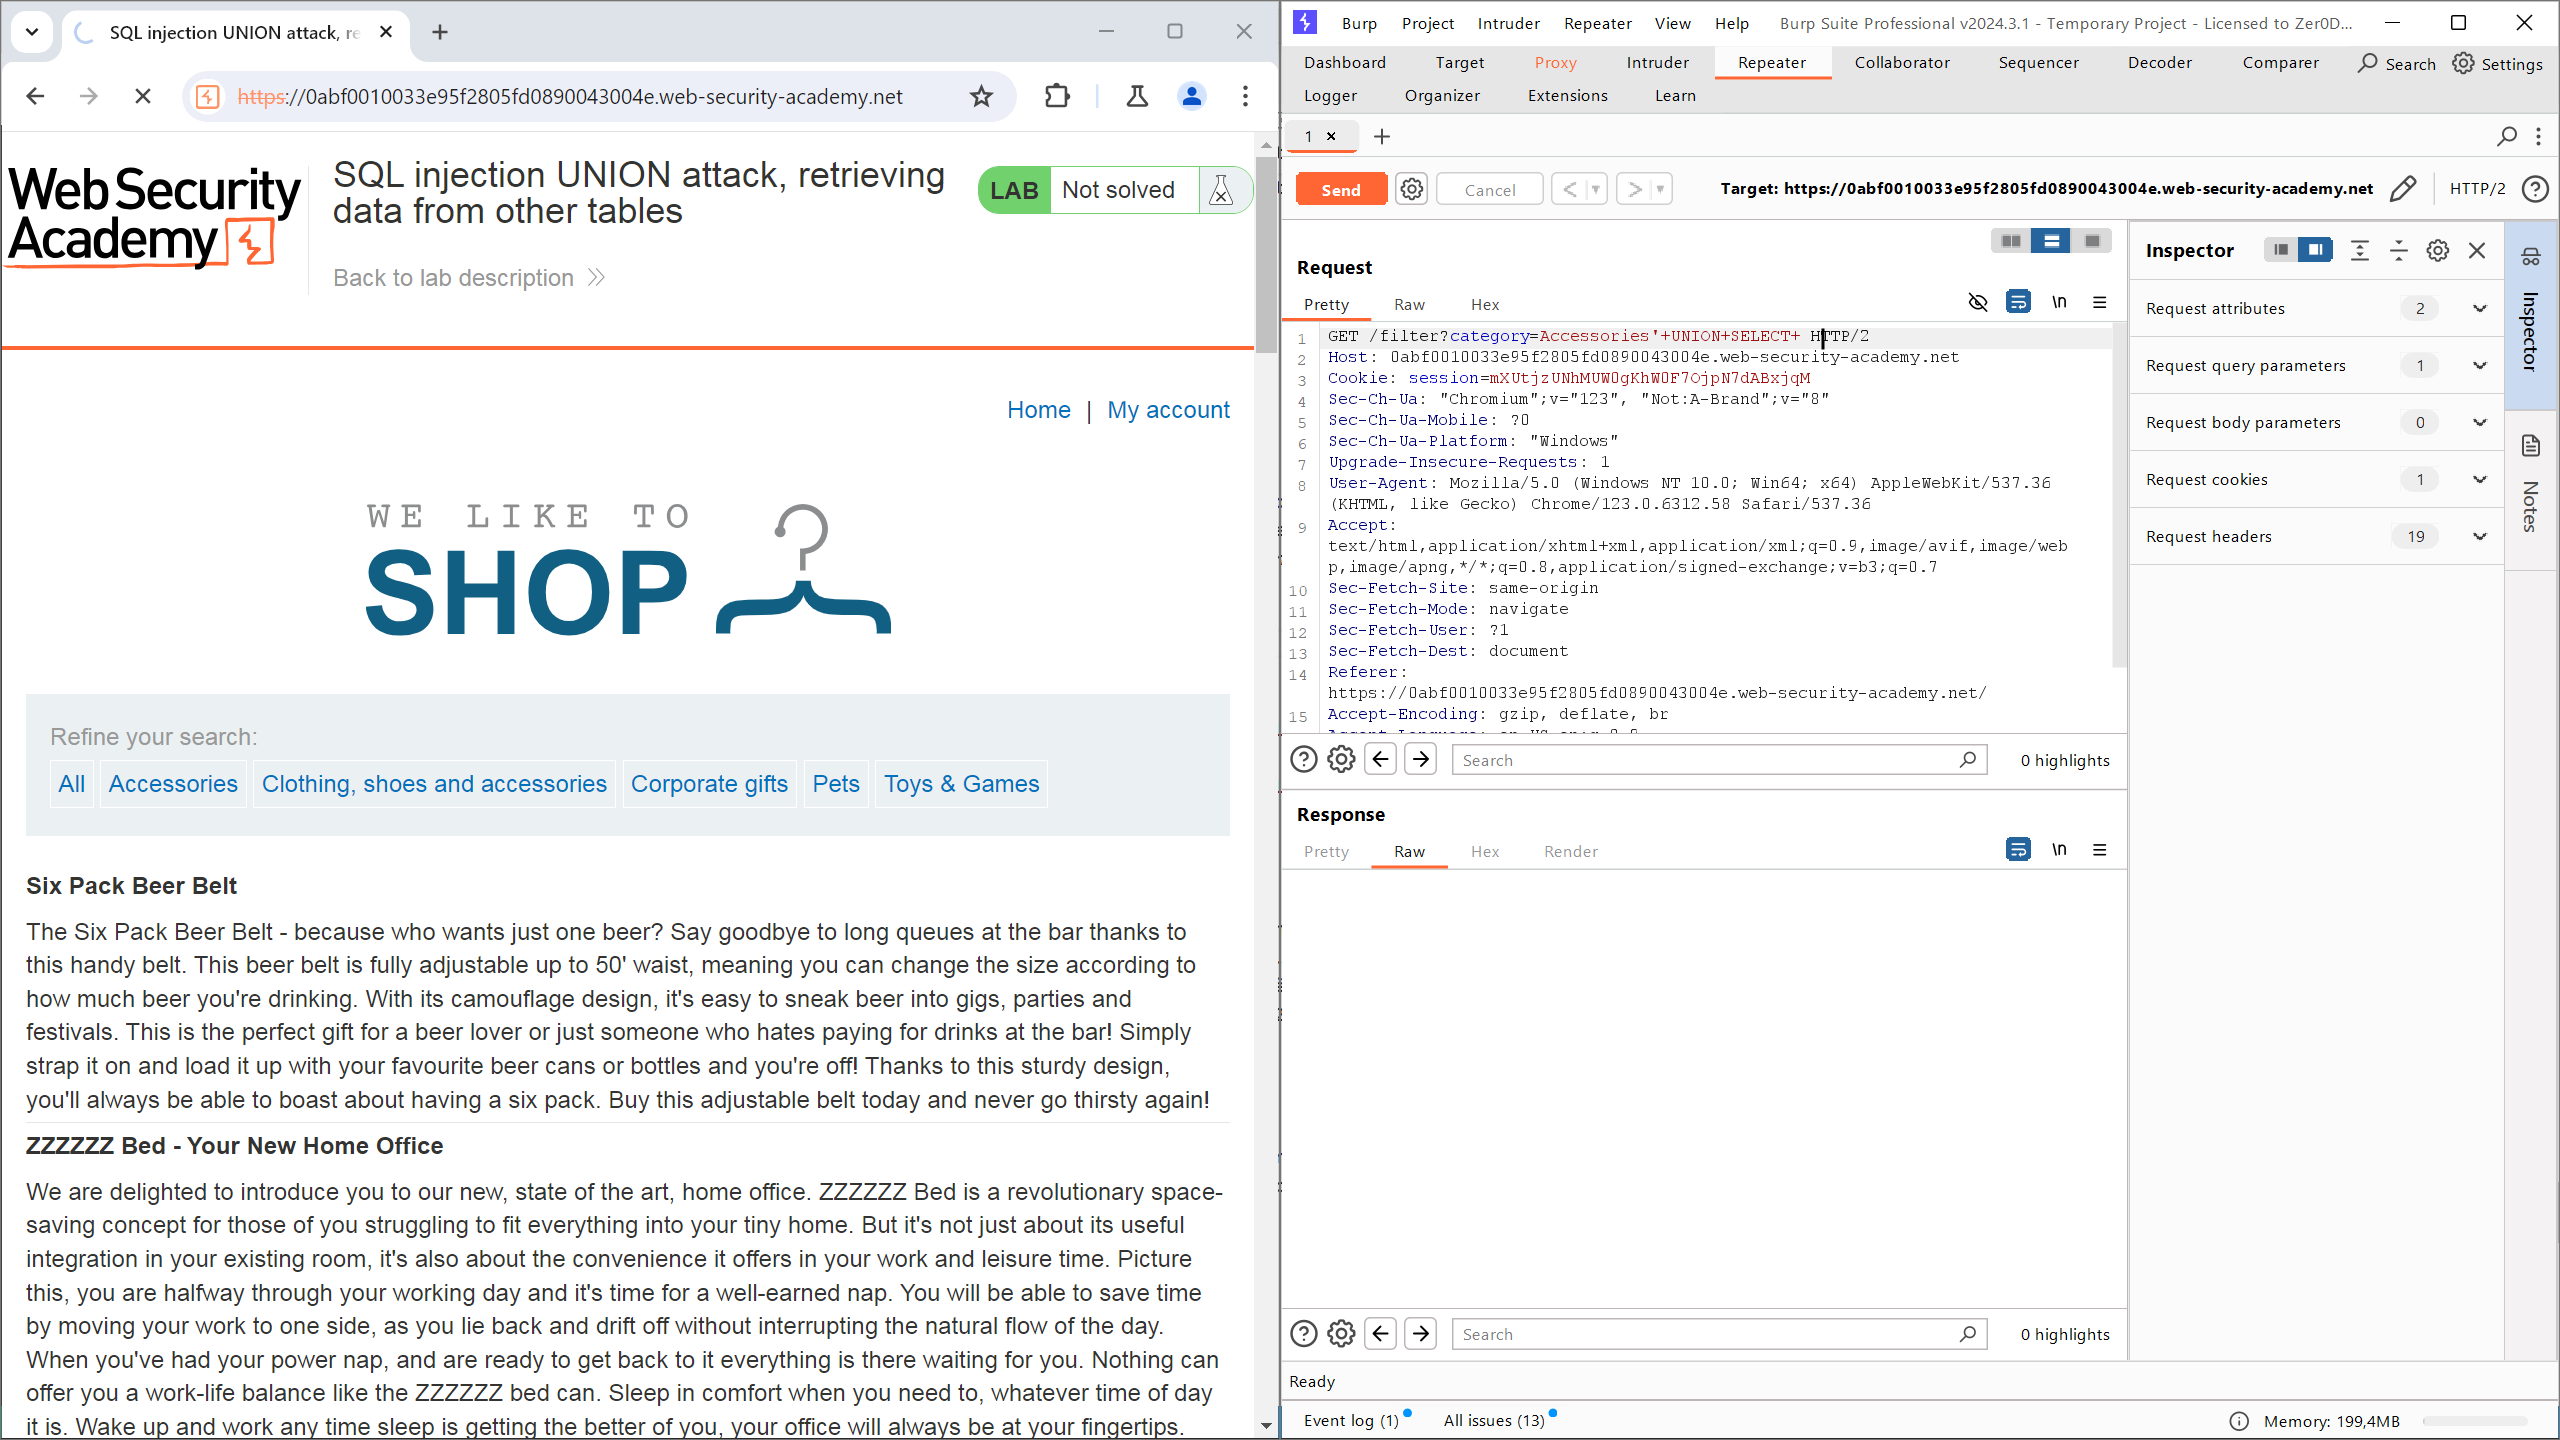 SQL injection UNION attack, re
https://0abf0010033e95f2805fd0890043004e.web-security-academy.net
Web Security
Academy
SQL injection UNION attack, retrieving
data from other tables
LAB Not solved
Back to lab description
Home | My account
WE LIKE TO
SHOP
Refine your search:
All Accessories Clothing, shoes and accessories Corporate gifts Pets Toys & Games
Six Pack Beer Belt
The Six Pack Beer Belt - because who wants just one beer? Say goodbye to long queues at the bar thanks to
this handy belt. This beer belt is fully adjustable up to 50' waist, meaning you can change the size according to
how much beer you're drinking. With its camouflage design, it's easy to sneak beer into gigs, parties and
festivals. This is the perfect gift for a beer lover or just someone who hates paying for drinks at the bar! Simply
strap it on and load it up with your favourite beer cans or bottles and you're off! Thanks to this sturdy design,
you'll always be able to boast about having a six pack. Buy this adjustable belt today and never go thirsty again!
ZZZZZZ Bed - Your New Home Office
We are delighted to introduce you to our new, state of the art, home office. ZZZZZZ Bed is a revolutionary space-
saving concept for those of you struggling to fit everything into your tiny home. But it's not just about its useful
integration in your existing room, it's also about the convenience it offers in your work and leisure time. Picture
this, you are halfway through your working day and it's time for a well-earned nap. You will be able to save time
by moving your work to one side, as you lie back and drift off without interrupting the natural flow of the day.
When you've had your power nap, and are ready to get back to it everything is there waiting for you. Nothing can
offer you a work-life balance like the ZZZZZZ bed can. Sleep in comfort when you need to, whatever time of day
it is. Wake up and work any time sleep is getting the better of you, your office will always be at your fingertips.
Burp Project Intruder Repeater View Help Burp Suite Professional v2024.3.1 - Temporary Project - Licensed to Zer0D...
Dashboard Target Proxy Intruder Repeater Collaborator Sequencer Decoder Comparer Search Settings
Logger Organizer Extensions Learn
1
Send Cancel Target: https://0abf0010033e95f2805fd0890043004e.web-security-academy.net HTTP/2
Request
Pretty Raw Hex \n
1 GET /filter?category=Accessories'+UNION+SELECT+ HTTP/2
2 Host: 0abf0010033e95f2805fd0890043004e.web-security-academy.net
3 Cookie: session=mXUtjzUNhMUW0gKhW0F7OjpN7dABxjqM
4 Sec-Ch-Ua: "Chromium";v="123", "Not:A-Brand";v="8"
5 Sec-Ch-Ua-Mobile: ?0
6 Sec-Ch-Ua-Platform: "Windows"
7 Upgrade-Insecure-Requests: 1
8 User-Agent: Mozilla/5.0 (Windows NT 10.0; Win64; x64) AppleWebKit/537.36
(KHTML, like Gecko) Chrome/123.0.6312.58 Safari/537.36
9 Accept:
text/html,application/xhtml+xml,application/xml;q=0.9,image/avif,image/web
p,image/apng,*/*;q=0.8,application/signed-exchange;v=b3;q=0.7
10 Sec-Fetch-Site: same-origin
11 Sec-Fetch-Mode: navigate
12 Sec-Fetch-User: ?1
13 Sec-Fetch-Dest: document
14 Referer:
https://0abf0010033e95f2805fd0890043004e.web-security-academy.net/
15 Accept-Encoding: gzip, deflate, br
Search 0 highlights
Response
Pretty Raw Hex Render \n
Search 0 highlights
Inspector
Request attributes 2
Request query parameters 1
Request body parameters 0
Request cookies 1
Request headers 19
Inspector
Notes
Ready
Event log (1) All issues (13) Memory: 199,4MB